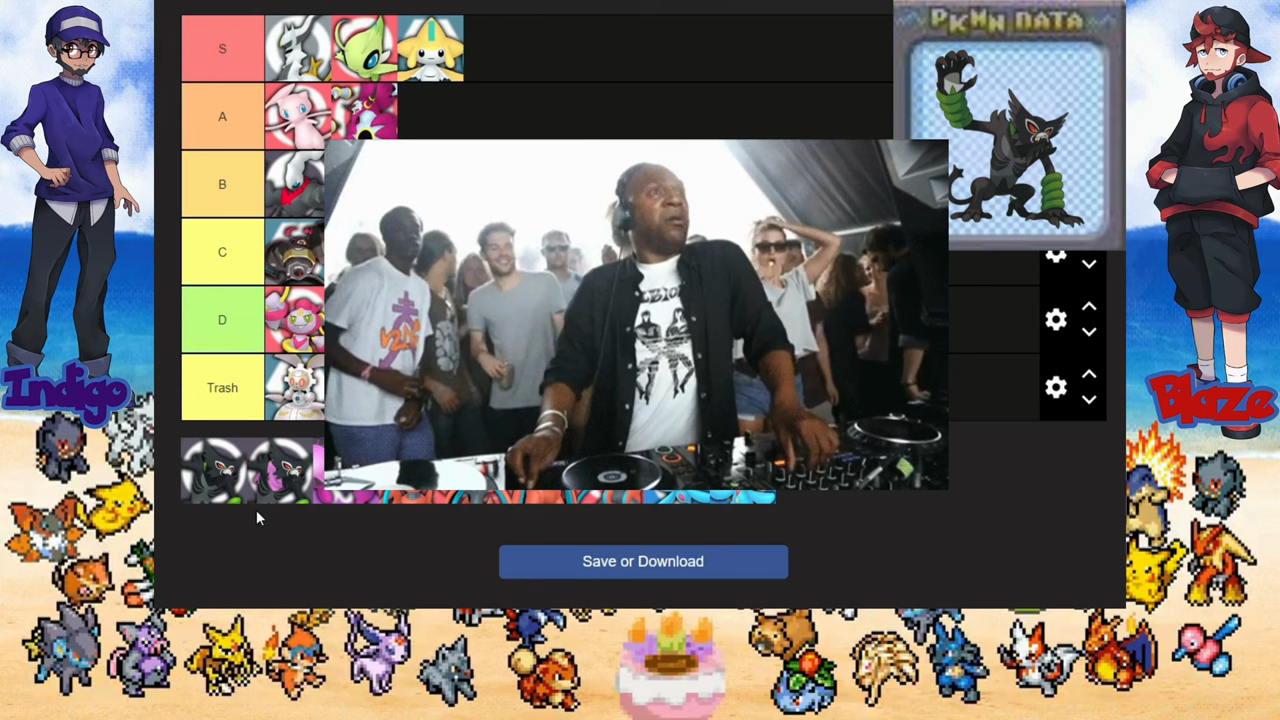 PKMN DATA
S
A
B
C
D
Trash
Indigo
Blaze
Save or Download